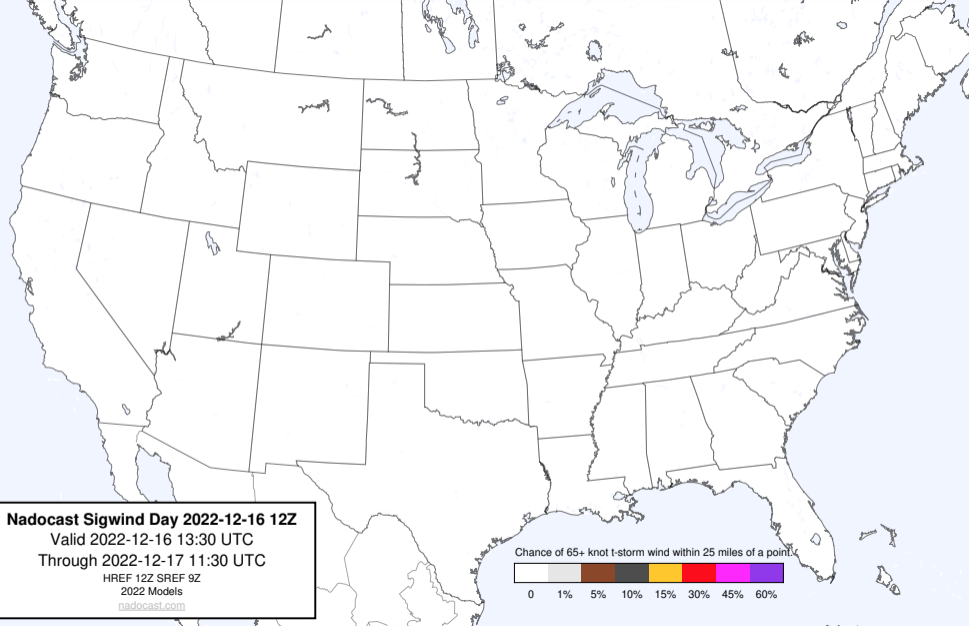 Nadocast Sigwind Day 2022-12-16 12Z
Valid 2022-12-16 13:30 UTC
Through 2022-12-17 11:30 UTC
HREF 12Z SREF 9Z
2022 Models
nadocast.com
Chance of 65+ knot t-storm wind within 25 miles of a point.
0 1% 5% 10% 15% 30% 45% 60%